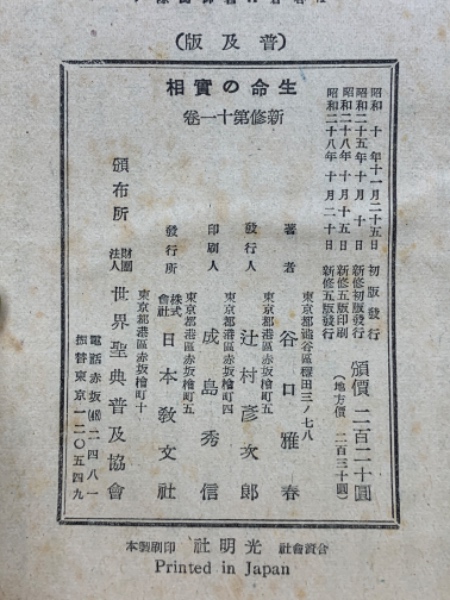 （普及版）
生命の實相
新修第十一卷
昭和十年十一月二十五日 初版發行
昭和二十五年十月十日 新修初版發行
昭和二十八年十月十五日 新修五版印刷
昭和二十八年十月二十日 新修五版發行
頒價 二百二十圓
（地方價 二百三十圓）
東京都澁谷區穩田三ノ七八
著者 谷口雅春
東京都港區赤坂檜町五
發行人 辻村彥次郎
東京都港區赤坂檜町四
印刷人 成島秀信
東京都港區赤坂檜町五
發行所 株式會社 日本敎文社
東京都港區赤坂檜町十
頒布所 財團法人 世界聖典普及協會
電話赤坂(48)二四八一
振替東京一二〇五四九
合資會社 光明社 印刷製本
Printed in Japan